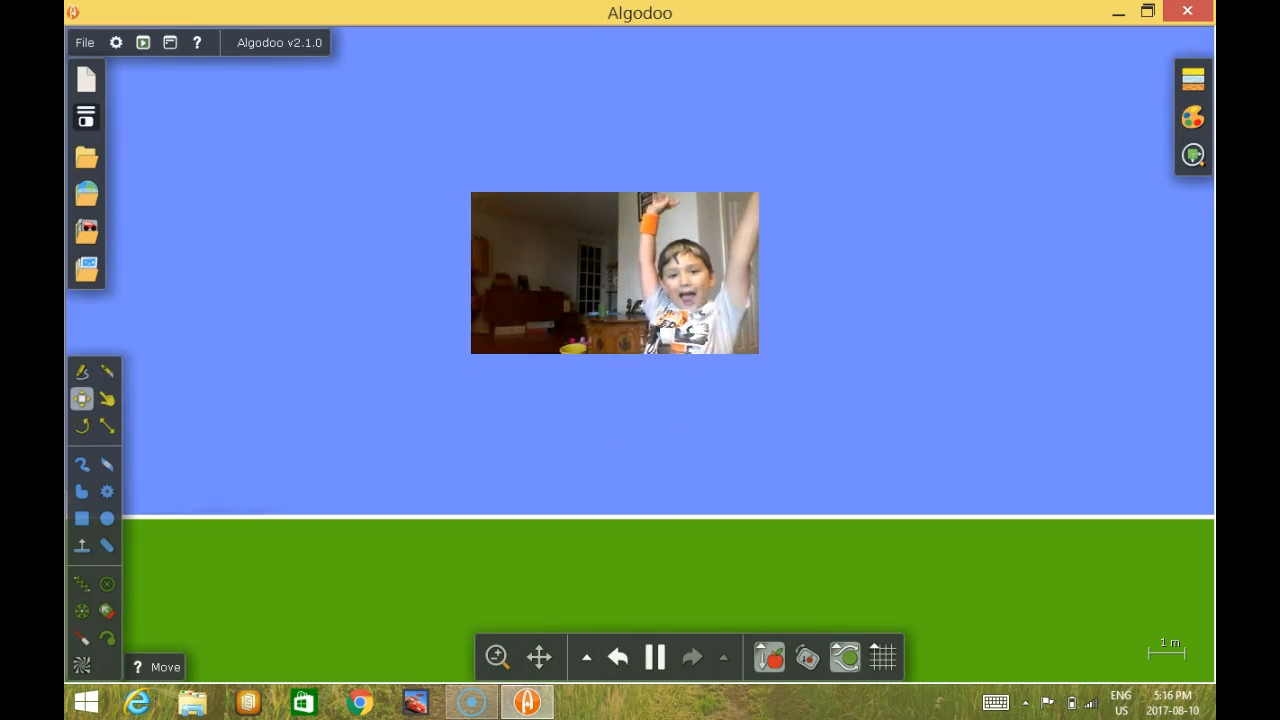 Algodoo
File
? Algodoo v2.1.0
1 m
? Move
ENG 5:16 PM
US 2017-08-10